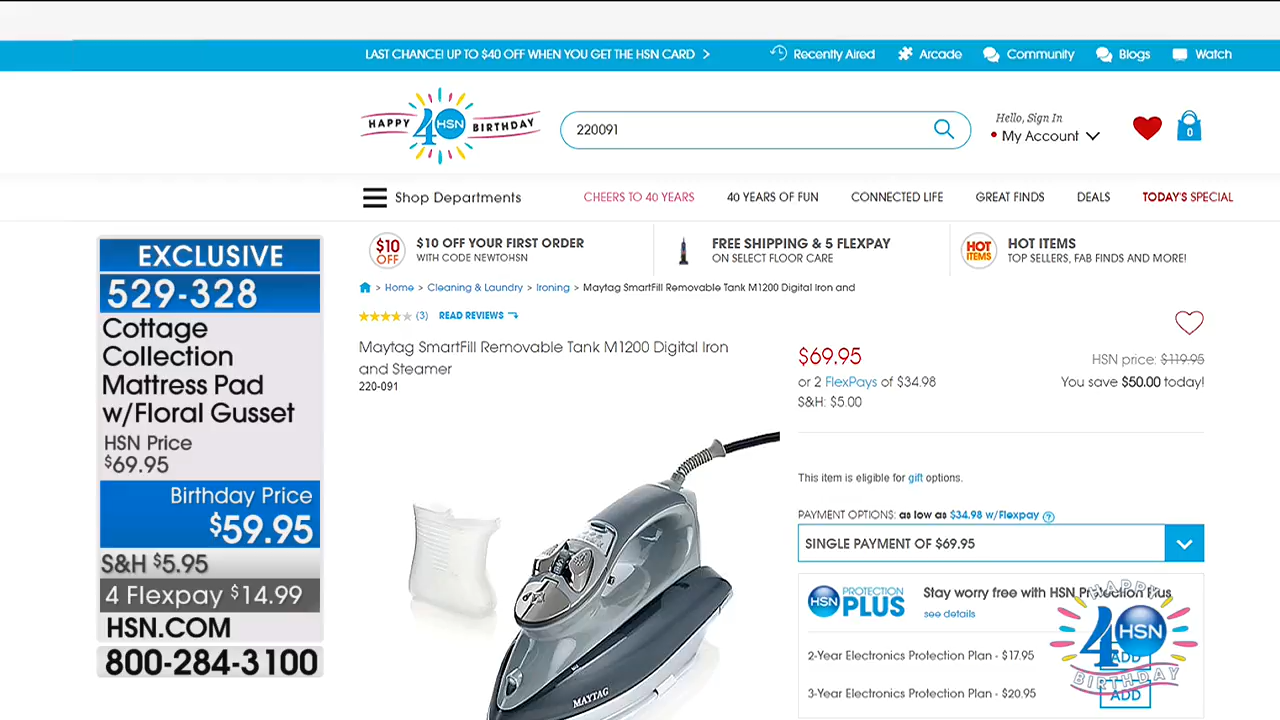 LAST CHANCE! UP TO $40 OFF WHEN YOU GET THE HSN CARD >
Recently Aired
Arcade
Community
Blogs
Watch
HAPPY 40 HSN BIRTHDAY
220091
Hello, Sign In
My Account
0
Shop Departments
CHEERS TO 40 YEARS
40 YEARS OF FUN
CONNECTED LIFE
GREAT FINDS
DEALS
TODAY'S SPECIAL
$10 OFF
$10 OFF YOUR FIRST ORDER
WITH CODE NEWTOHSN
FREE SHIPPING & 5 FLEXPAY
ON SELECT FLOOR CARE
HOT ITEMS
HOT ITEMS
TOP SELLERS, FAB FINDS AND MORE!
EXCLUSIVE
529-328
Cottage
Collection
Mattress Pad
w/Floral Gusset
HSN Price
$69.95
Birthday Price
$59.95
S&H $5.95
4 Flexpay $14.99
HSN.COM
800-284-3100
> Home > Cleaning & Laundry > Ironing > Maytag SmartFill Removable Tank M1200 Digital Iron and
(3) READ REVIEWS
Maytag SmartFill Removable Tank M1200 Digital Iron
and Steamer
220-091
MAYTAG
$69.95
HSN price: $119.95
or 2 FlexPays of $34.98
You save $50.00 today!
S&H: $5.00
This item is eligible for gift options.
PAYMENT OPTIONS: as low as $34.98 w/Flexpay ?
SINGLE PAYMENT OF $69.95
HSN PROTECTION PLUS
Stay worry free with HSN Protection Plus
see details
2-Year Electronics Protection Plan - $17.95
ADD
3-Year Electronics Protection Plan - $20.95
ADD
HAPPY 40 HSN BIRTHDAY